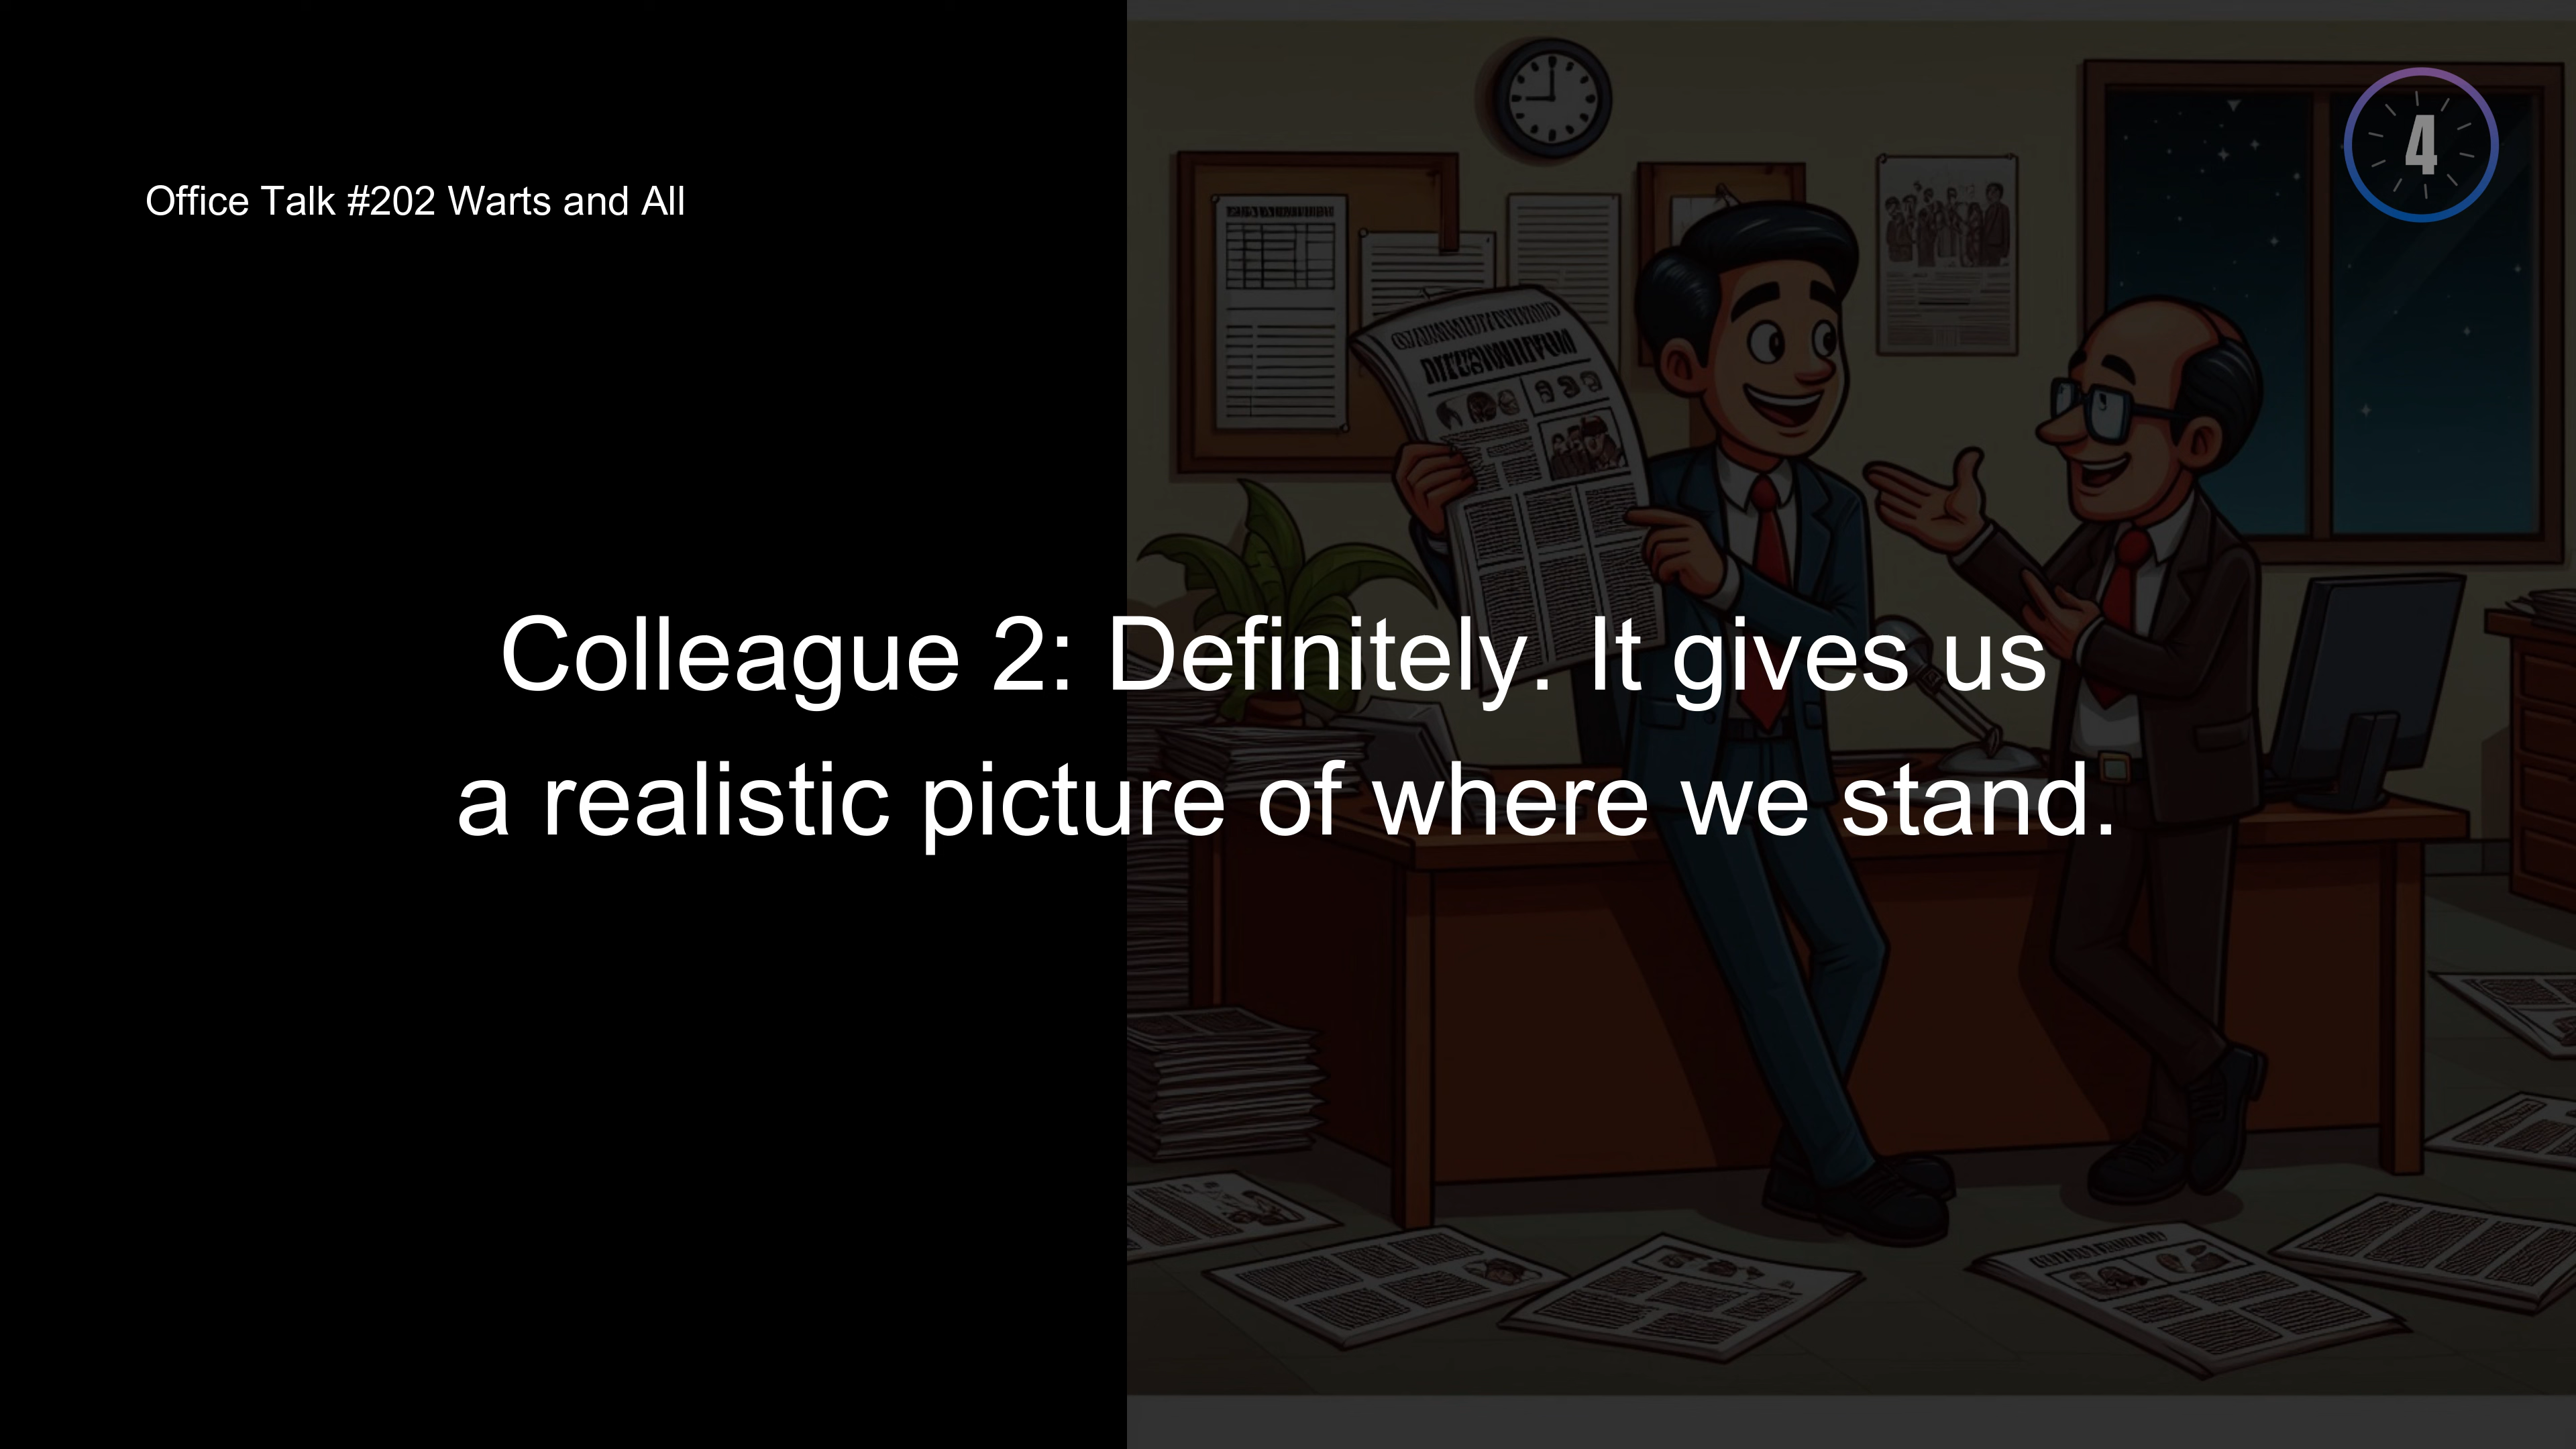 Office Talk #202 Warts and All
4
Colleague 2: Definitely. It gives us
a realistic picture of where we stand.